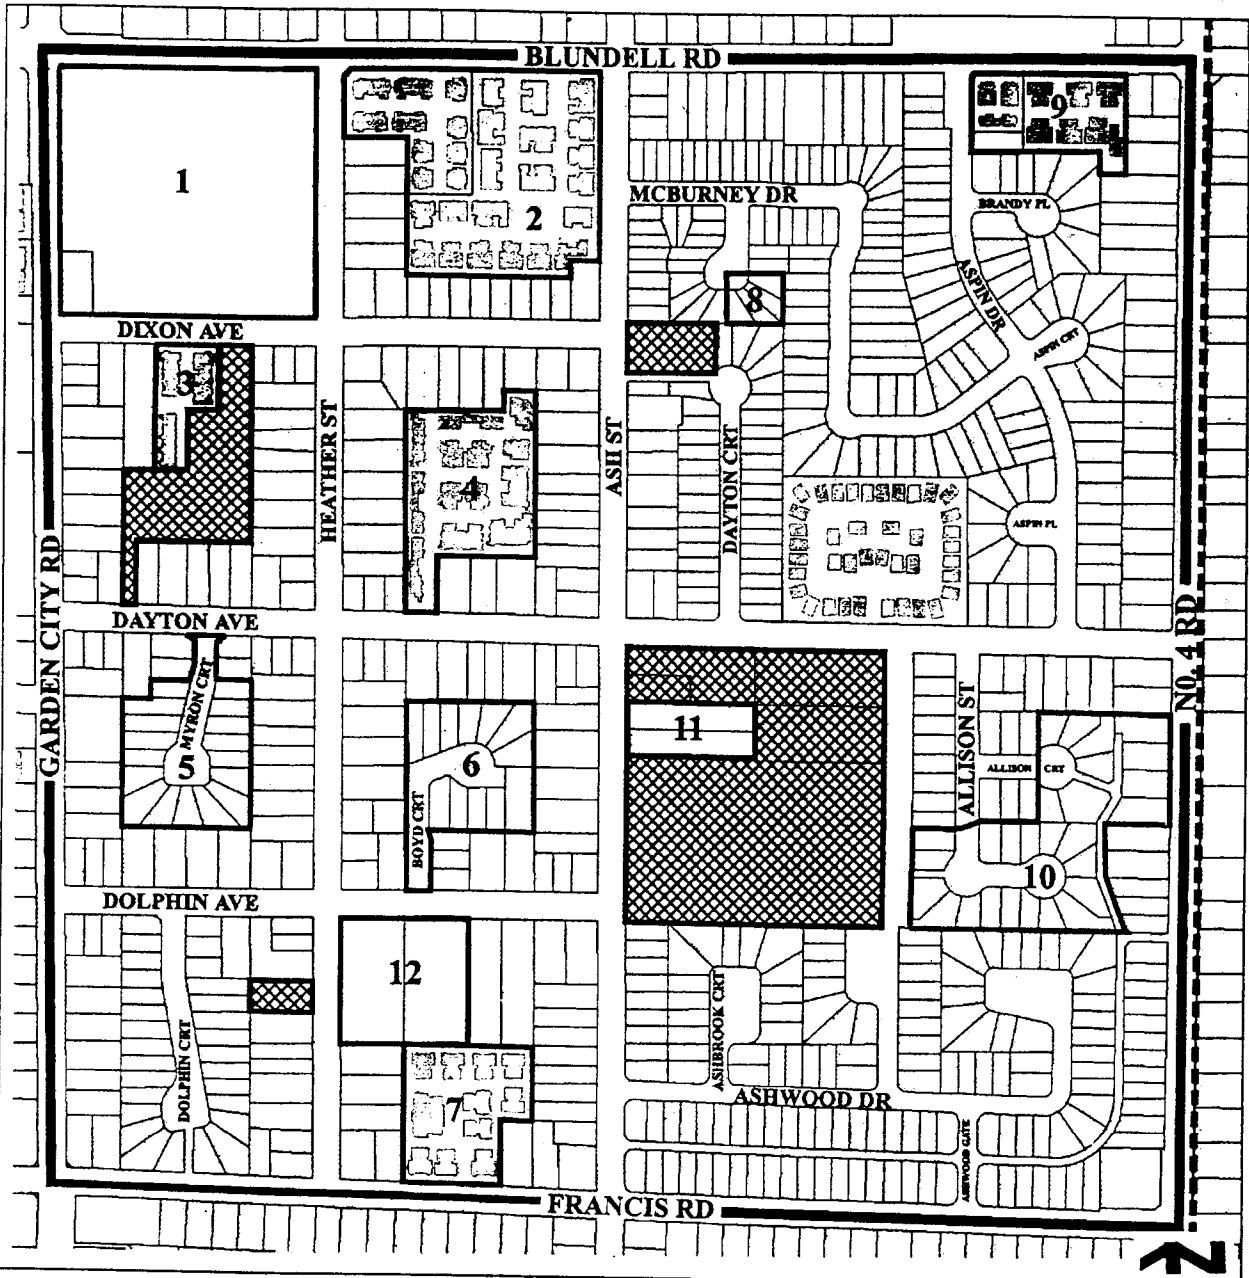 BLUNDELL RD
1
2
9
MCBURNEY DR
BRANDY PL
ASPIN DR
8
DIXON AVE
ASPIN CRT
3
HEATHER ST
4
ASH ST
DAYTON CRT
ASPIN PL
GARDEN CITY RD
DAYTON AVE
NO. 4 RD
MYRON CRT
5
6
BOYD CRT
11
ALLISON ST
ALLISON CRT
10
DOLPHIN AVE
12
ASHBROOK CRT
DOLPHIN CRT
7
ASHWOOD DR
ASHWOOD GATE
FRANCIS RD
N